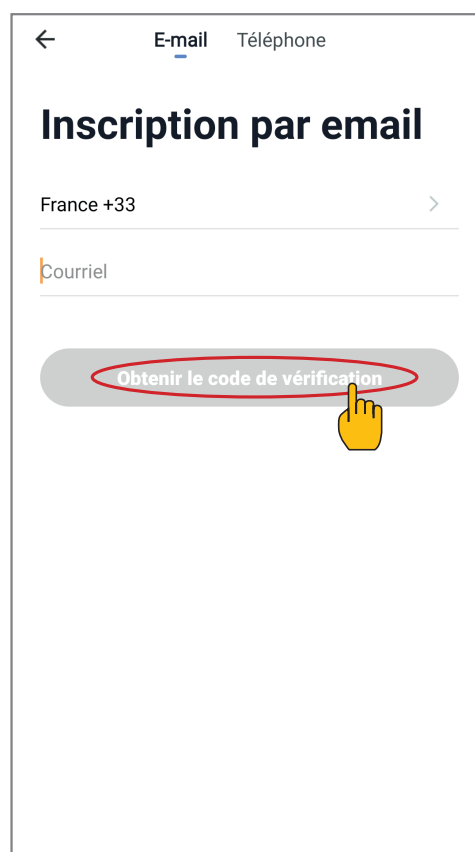 E-mail Téléphone
Inscription par email
France +33
Courriel
Obtenir le code de vérification